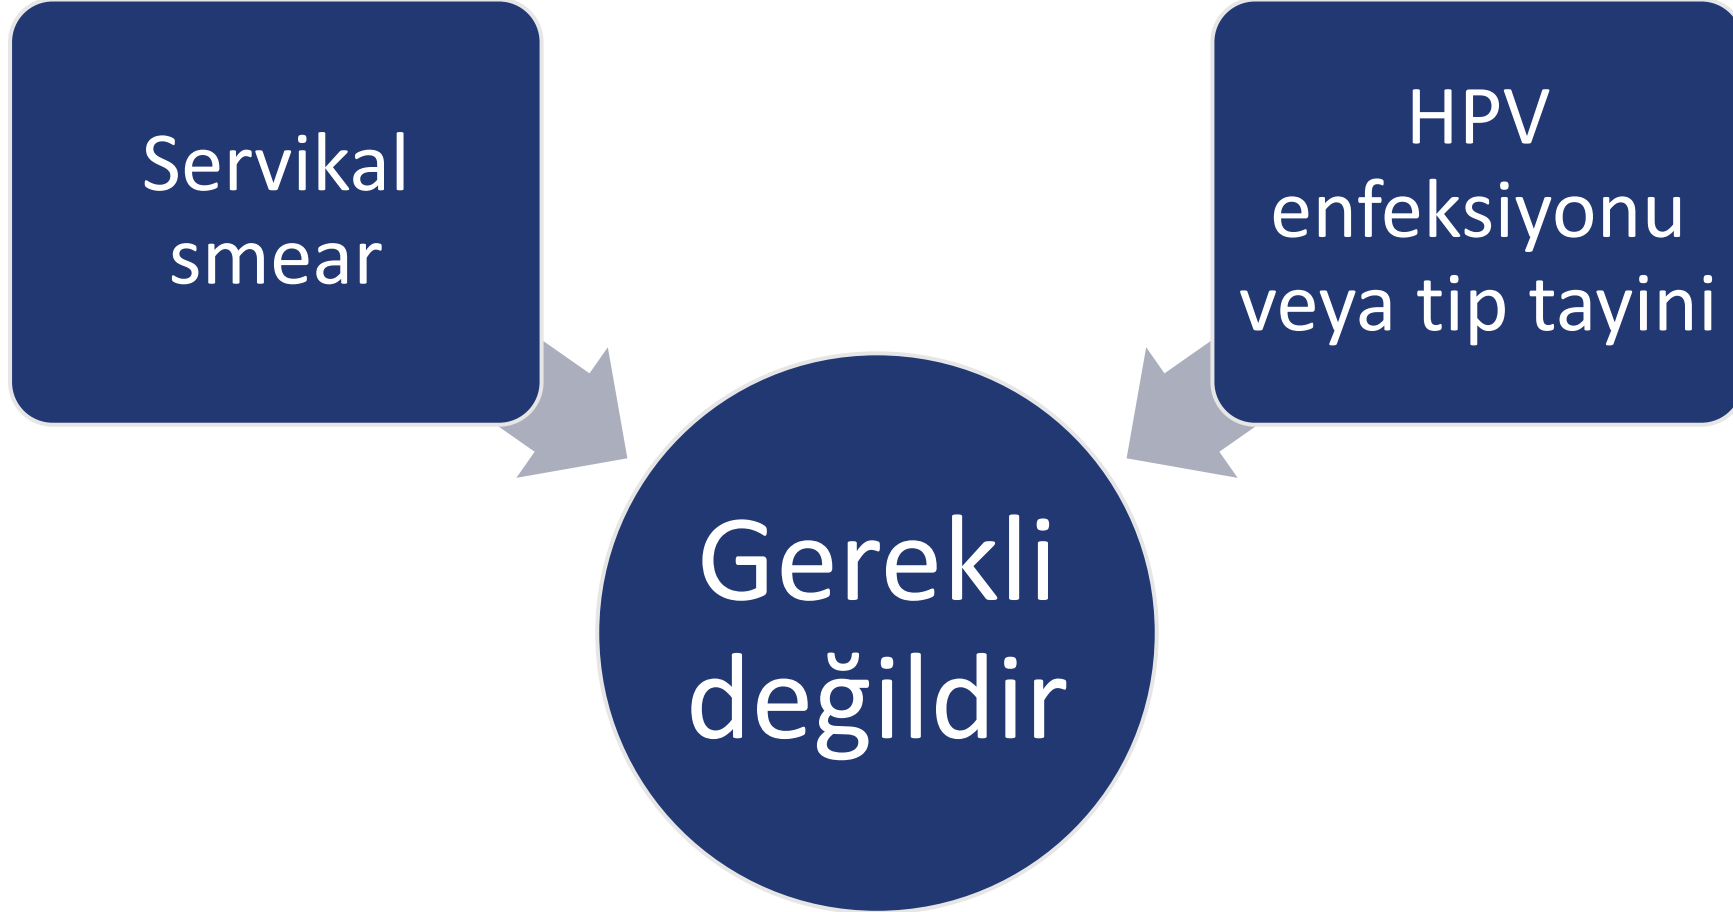 Servikal
smear
HPV
enfeksiyonu
veya tip tayini
Gerekli
değildir